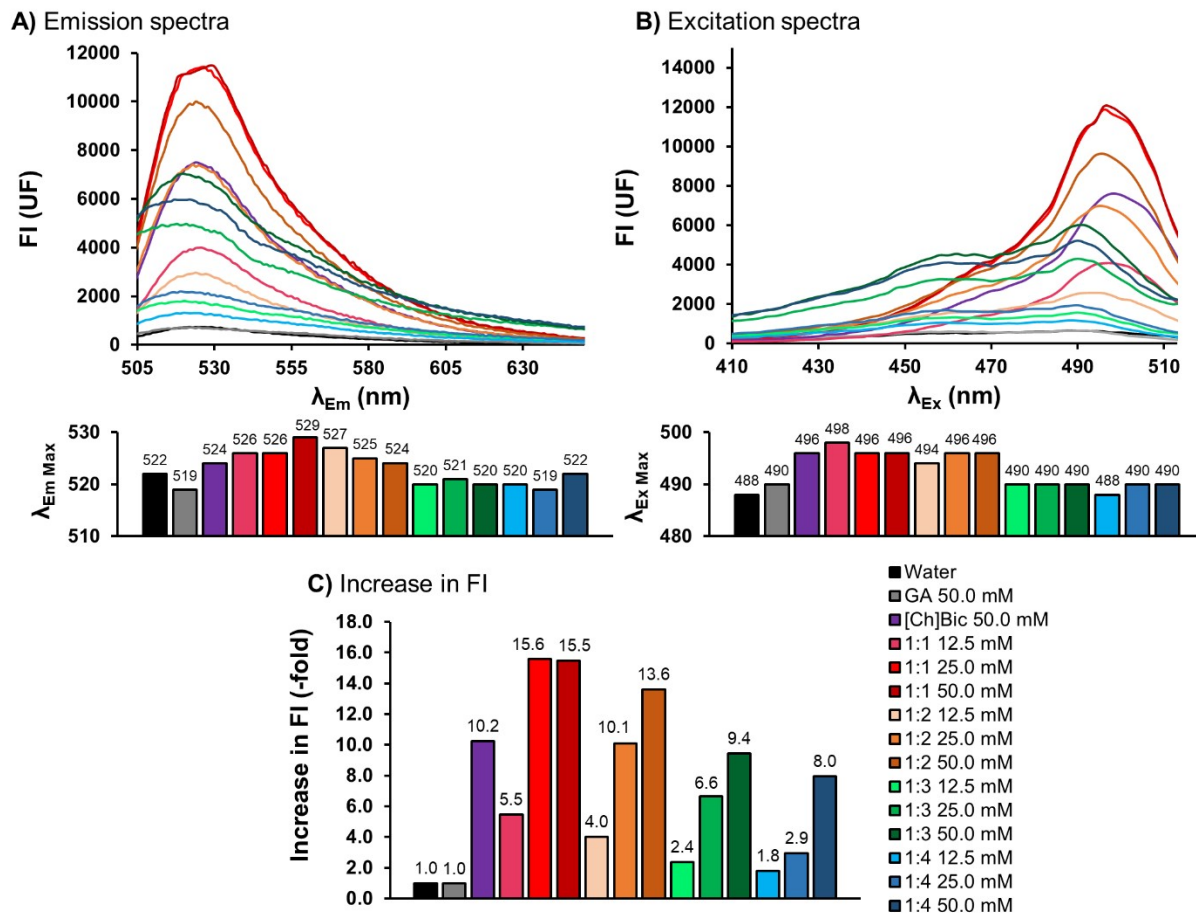 A) Emission spectra
12000
10000
8000
6000
4000
2000
0
FI (UF)
505 530 555 580 605 630
λEm (nm)
B) Excitation spectra
14000
12000
10000
8000
6000
4000
2000
0
FI (UF)
410 430 450 470 490 510
λEx (nm)
530
520
510
λEm Max
522 519 524 526 526 529 527 525 524 520 521 520 520 519 522
500
490
480
λEx Max
488 490 496 498 496 496 494 496 496 490 490 490 488 490 490
C) Increase in FI
18.0
16.0
14.0
12.0
10.0
8.0
6.0
4.0
2.0
0.0
Increase in FI (-fold)
1.0 1.0 10.2 5.5 15.6 15.5 4.0 10.1 13.6 2.4 6.6 9.4 1.8 2.9 8.0
Water
GA 50.0 mM
[Ch]Bic 50.0 mM
1:1 12.5 mM
1:1 25.0 mM
1:1 50.0 mM
1:2 12.5 mM
1:2 25.0 mM
1:2 50.0 mM
1:3 12.5 mM
1:3 25.0 mM
1:3 50.0 mM
1:4 12.5 mM
1:4 25.0 mM
1:4 50.0 mM